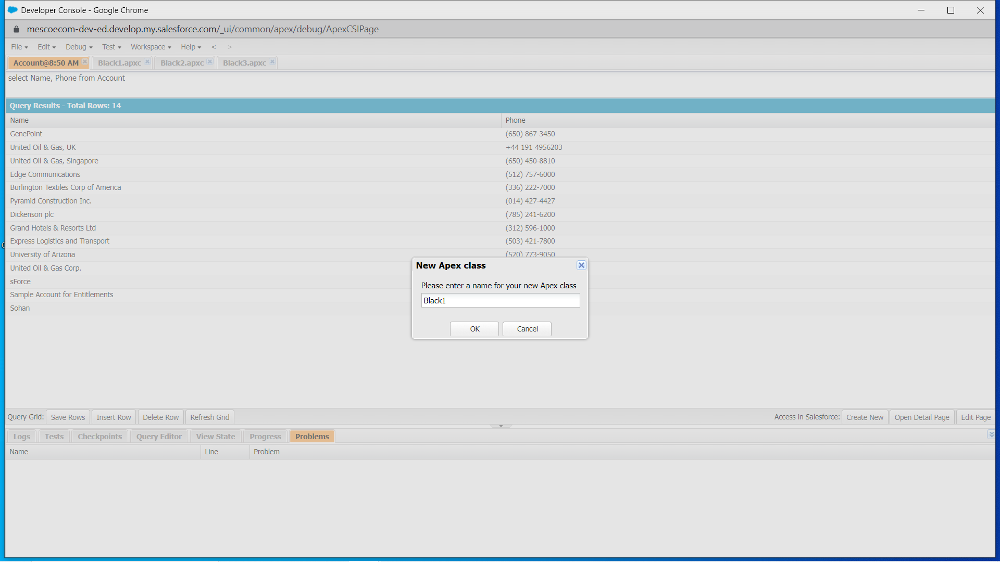 Developer Console - Google Chrome
mescoecom-dev-ed.develop.my.salesforce.com/_ui/common/apex/debug/ApexCSIPage
File Edit Debug Test Workspace Help < >
Account@8:50 AM Black1.apxc Black2.apxc Black3.apxc
select Name, Phone from Account
Query Results - Total Rows: 14
Name Phone
GenePoint (650) 867-3450
United Oil & Gas, UK +44 191 4956203
United Oil & Gas, Singapore (650) 450-8810
Edge Communications (512) 757-6000
Burlington Textiles Corp of America (336) 222-7000
Pyramid Construction Inc. (014) 427-4427
Dickenson plc (785) 241-6200
Grand Hotels & Resorts Ltd (312) 596-1000
Express Logistics and Transport (503) 421-7800
University of Arizona (520) 773-9050
United Oil & Gas Corp.
sForce
Sample Account for Entitlements
Sohan
New Apex class
Please enter a name for your new Apex class
Black1
OK Cancel
Query Grid: Save Rows Insert Row Delete Row Refresh Grid Access in Salesforce: Create New Open Detail Page Edit Page
Logs Tests Checkpoints Query Editor View State Progress Problems
Name Line Problem